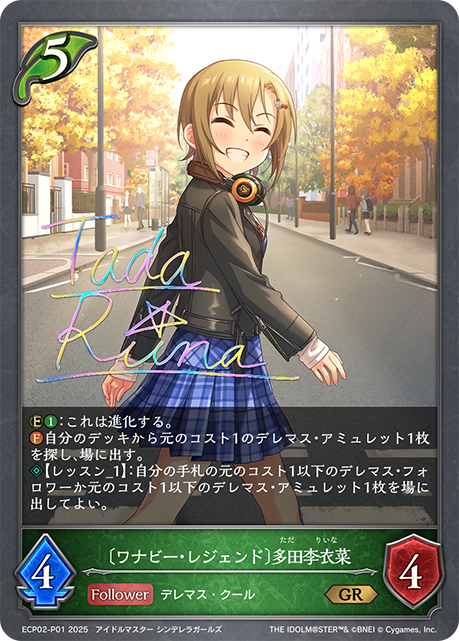 5
Tada
Riina
E 1：これは進化する。
F 自分のデッキから元のコスト1のデレマス・アミュレット1枚
を探し、場に出す。
【レッスン_1】：自分の手札の元のコスト1以下のデレマス・フォ
ロワーか元のコスト1以下のデレマス・アミュレット1枚を場に
出してよい。
ただ りいな
〔ワナビー・レジェンド〕多田李衣菜
4
Follower デレマス・クール GR
4
ECP02-P01 2025 アイドルマスター シンデレラガールズ THE IDOLM@STER™& ©BNEI © Cygames, Inc.